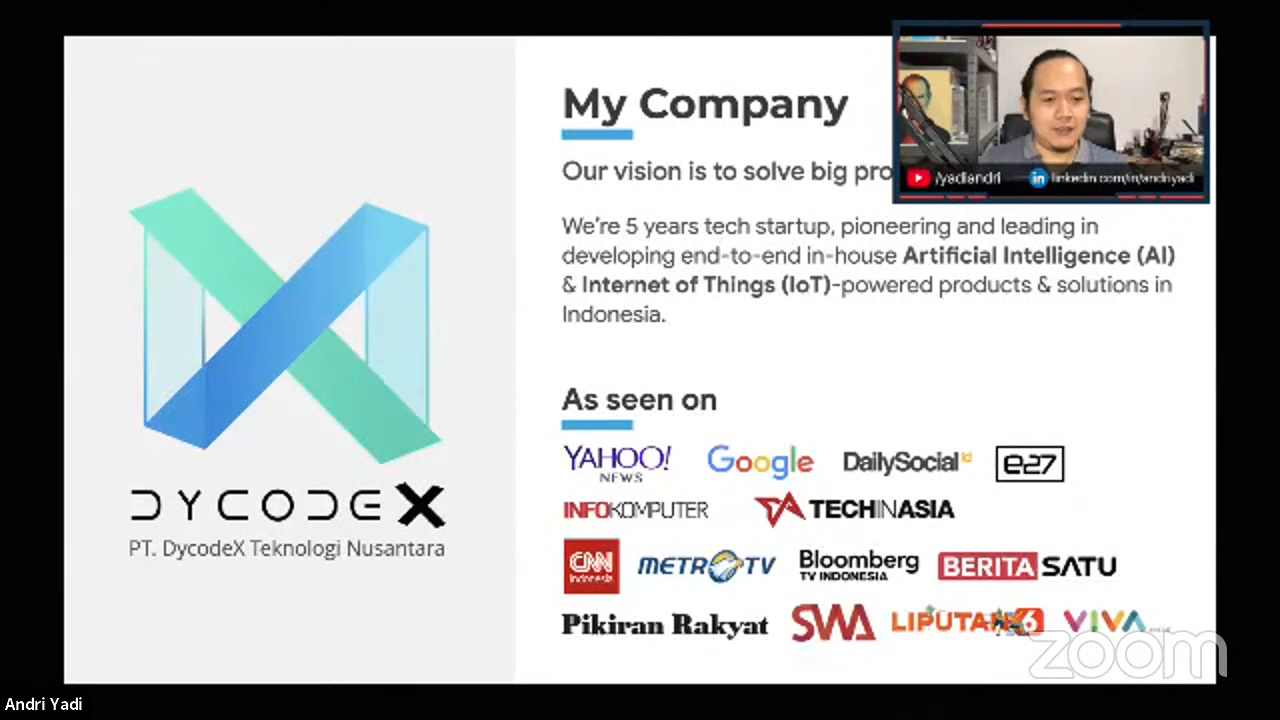 My Company
Our vision is to solve big pro
We're 5 years tech startup, pioneering and leading in
developing end-to-end in-house Artificial Intelligence (AI)
& Internet of Things (IoT)-powered products & solutions in
Indonesia.
/yadiandri
linkedin.com/in/andriyadi
DYCODEX
PT. DycodeX Teknologi Nusantara
As seen on
YAHOO! NEWS Google DailySocial id e27
INFOKOMPUTER TECHINASIA
CNN Indonesia METRO TV Bloomberg TV INDONESIA BERITA SATU
Pikiran Rakyat SWA LIPUTAN 6 VIVA
zoom
Andri Yadi